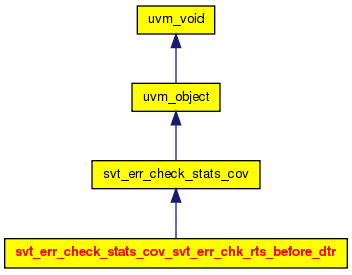 uvm_void
uvm_object
svt_err_check_stats_cov
svt_err_check_stats_cov_svt_err_chk_rts_before_dtr